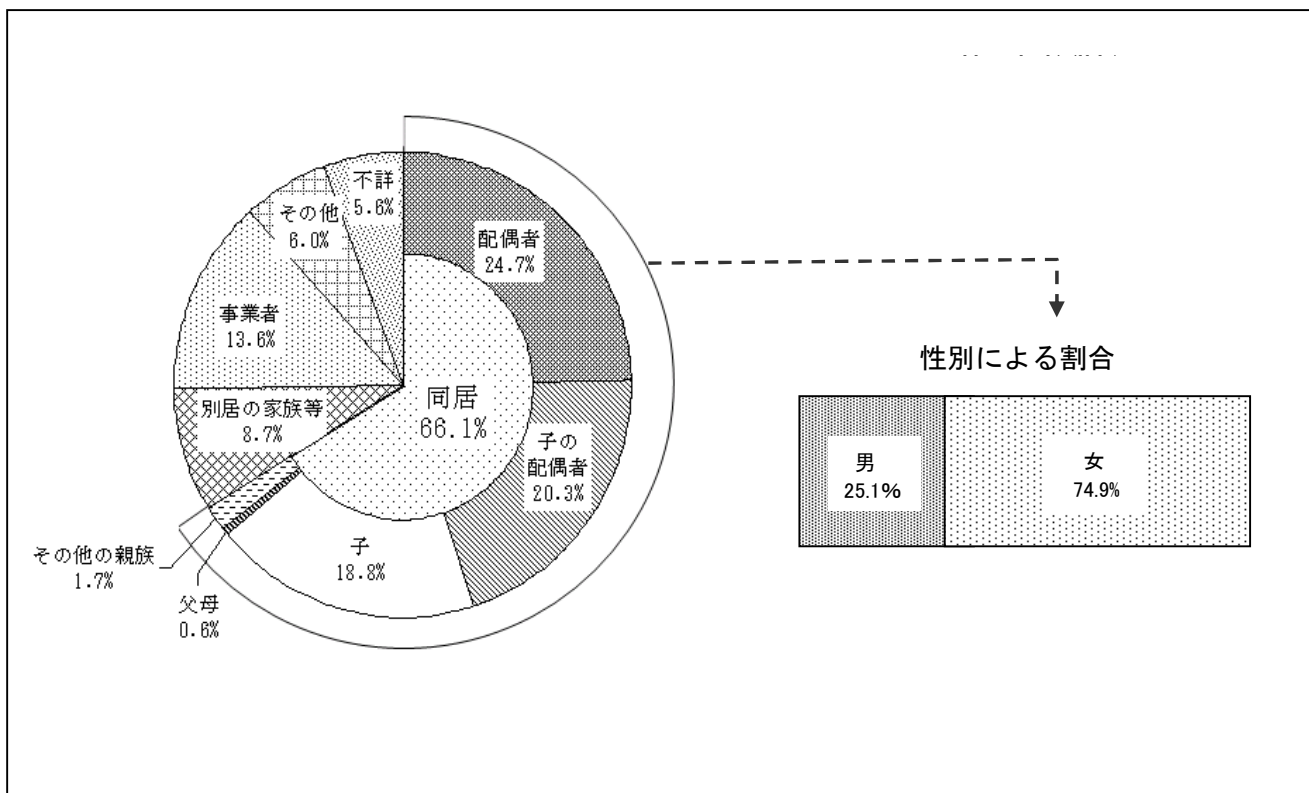 不詳
5.6%
その他
6.0%
配偶者
24.7%
事業者
13.6%
同居
66.1%
別居の家族等
8.7%
子の
配偶者
20.3%
子
18.8%
その他の親族
1.7%
父母
0.6%
性別による割合
男
25.1%
女
74.9%